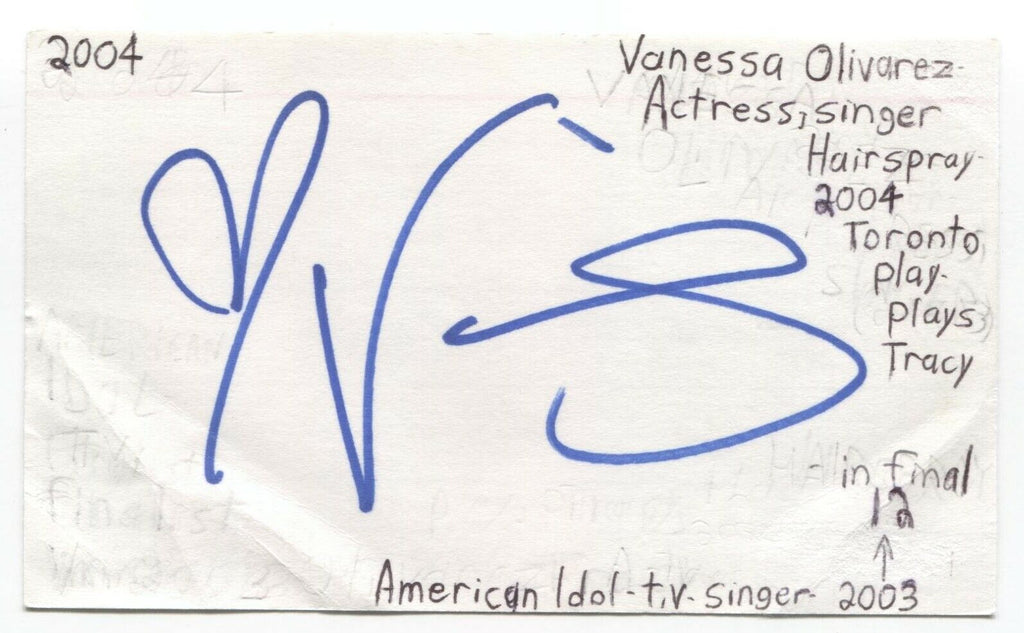 2004
Vanessa Olivarez-
Actress, singer
Hairspray-
2004
Toronto,
play-
plays
Tracy
-in final
12
↑
American Idol-t.v.-singer- 2003